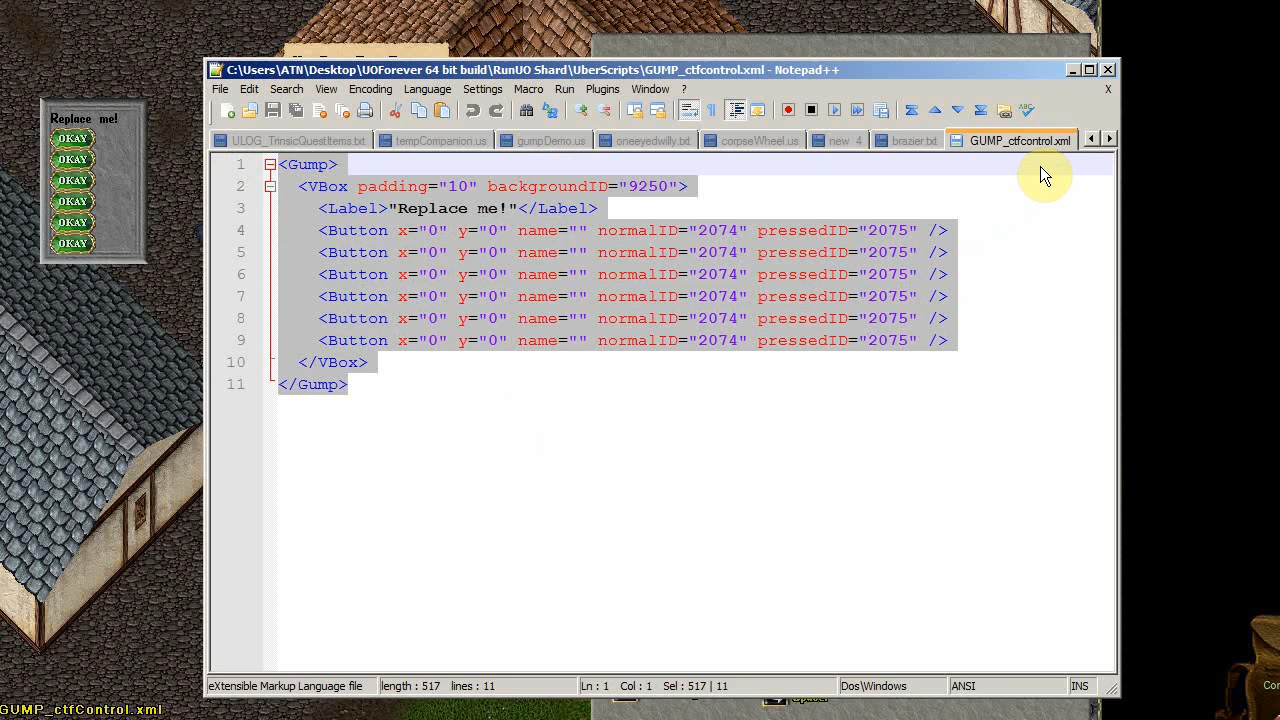 C:\Users\ATN\Desktop\UOForever 64 bit build\RunUO Shard\UberScripts\GUMP_ctfcontrol.xml - Notepad++
File Edit Search View Encoding Language Settings Macro Run Plugins Window ? X
ULOG_TrinsicQuestItems.txt tempCompanion.us gumpDemo.us oneeyedwilly.txt corpseWheel.us new 4 brazier.txt GUMP_ctfcontrol.xml
Replace me!
OKAY
OKAY
OKAY
OKAY
OKAY
OKAY
1 <Gump>
2 <VBox padding="10" backgroundID="9250">
3 <Label>"Replace me!"</Label>
4 <Button x="0" y="0" name="" normalID="2074" pressedID="2075" />
5 <Button x="0" y="0" name="" normalID="2074" pressedID="2075" />
6 <Button x="0" y="0" name="" normalID="2074" pressedID="2075" />
7 <Button x="0" y="0" name="" normalID="2074" pressedID="2075" />
8 <Button x="0" y="0" name="" normalID="2074" pressedID="2075" />
9 <Button x="0" y="0" name="" normalID="2074" pressedID="2075" />
10 </VBox>
11 </Gump>
eXtensible Markup Language file length : 517 lines : 11 Ln : 1 Col : 1 Sel : 517 | 11 Dos\Windows ANSI INS
GUMP_ctfControl.xml